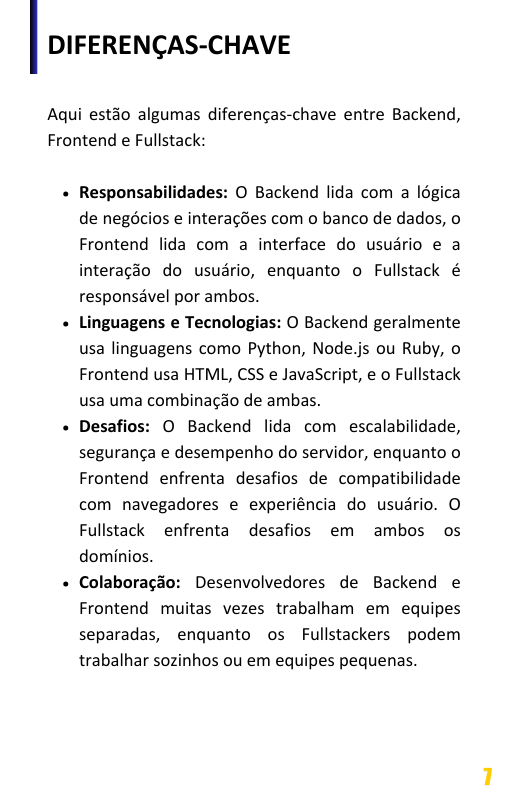 DIFERENÇAS-CHAVE
Aqui estão algumas diferenças-chave entre Backend,
Frontend e Fullstack:
• Responsabilidades: O Backend lida com a lógica
de negócios e interações com o banco de dados, o
Frontend lida com a interface do usuário e a
interação do usuário, enquanto o Fullstack é
responsável por ambos.
• Linguagens e Tecnologias: O Backend geralmente
usa linguagens como Python, Node.js ou Ruby, o
Frontend usa HTML, CSS e JavaScript, e o Fullstack
usa uma combinação de ambas.
• Desafios: O Backend lida com escalabilidade,
segurança e desempenho do servidor, enquanto o
Frontend enfrenta desafios de compatibilidade
com navegadores e experiência do usuário. O
Fullstack enfrenta desafios em ambos os
domínios.
• Colaboração: Desenvolvedores de Backend e
Frontend muitas vezes trabalham em equipes
separadas, enquanto os Fullstackers podem
trabalhar sozinhos ou em equipes pequenas.
7